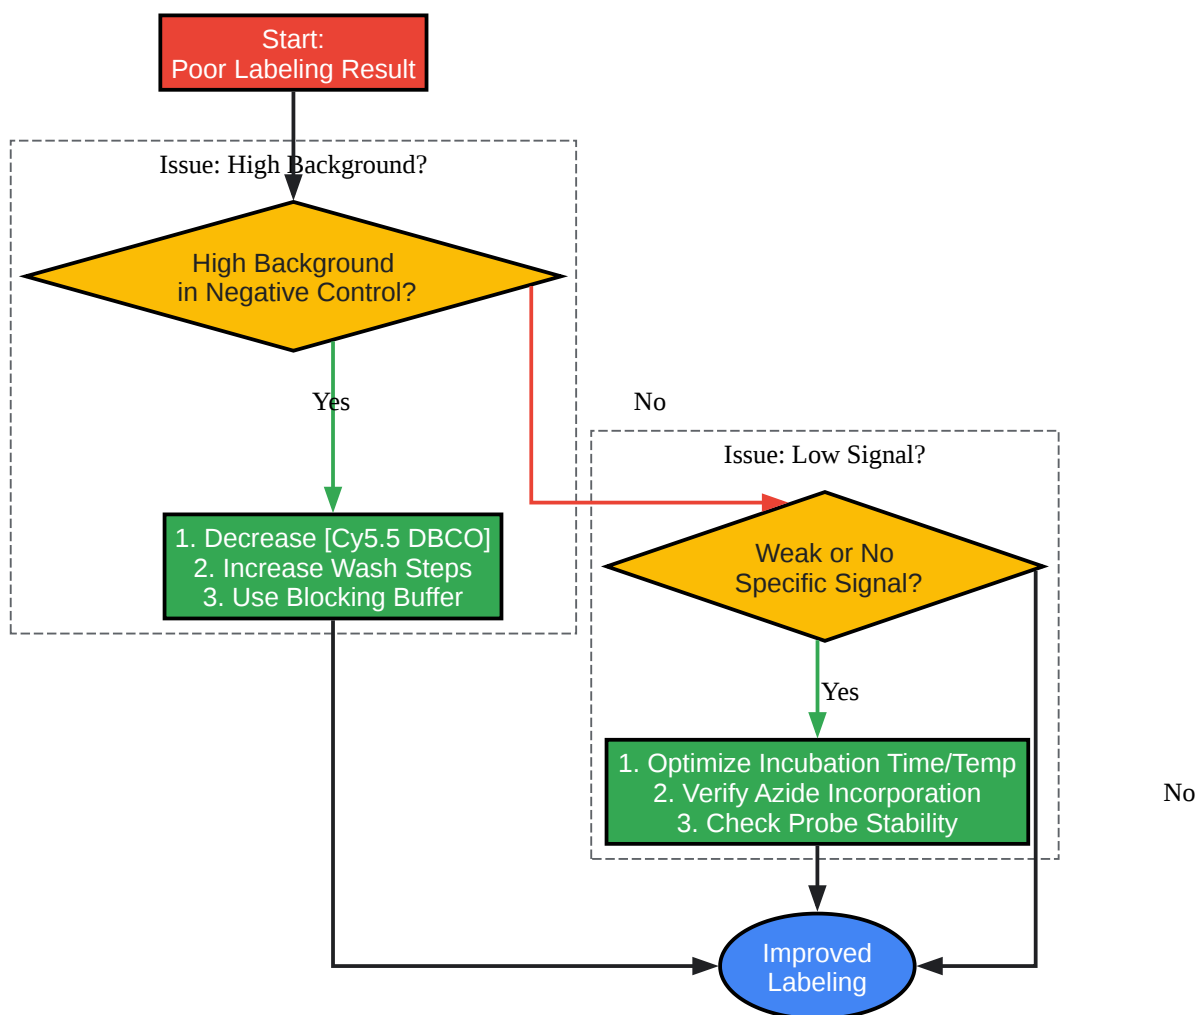 Start:
Poor Labeling Result
Issue: High Background?
High Background
in Negative Control?
Yes
No
Issue: Low Signal?
1. Decrease [Cy5.5 DBCO]
2. Increase Wash Steps
3. Use Blocking Buffer
Weak or No
Specific Signal?
Yes
1. Optimize Incubation Time/Temp
2. Verify Azide Incorporation
3. Check Probe Stability
No
Improved
Labeling